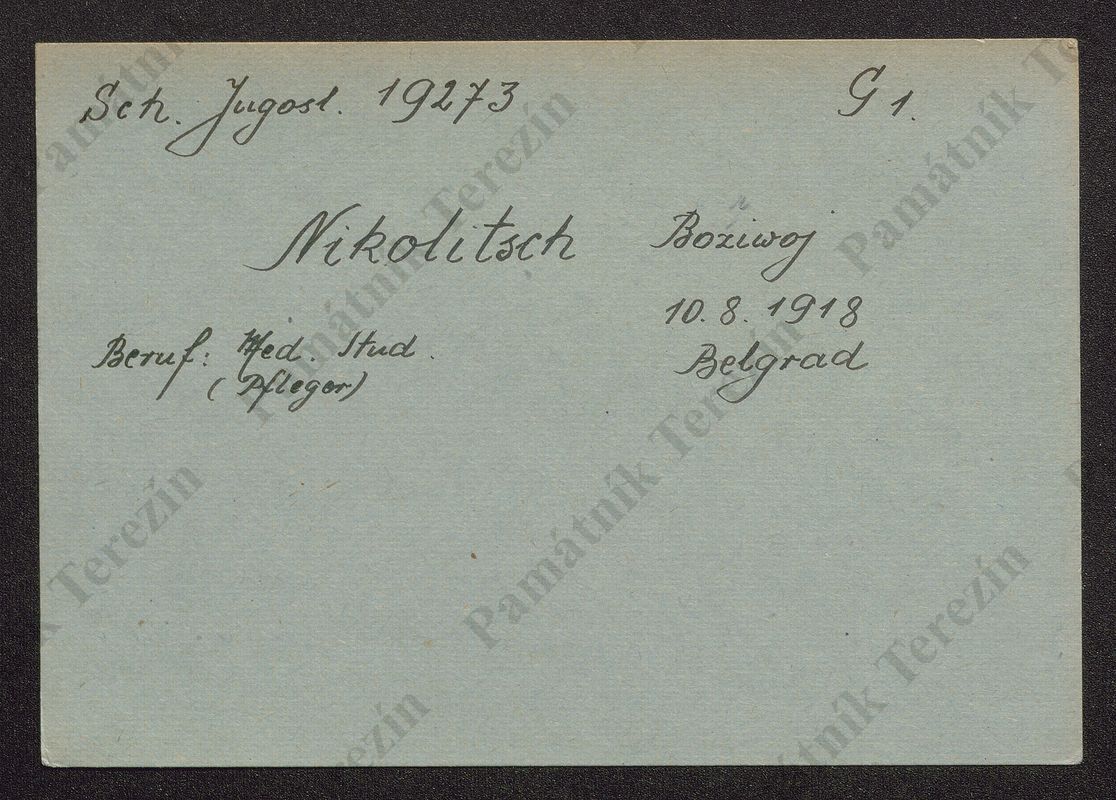 Sch. Jugosl. 19273 G 1.
Nikolitsch Boziwoj
10. 8. 1918
Beruf: Med. Stud. Belgrad
(Pfleger)
Památník Terezín